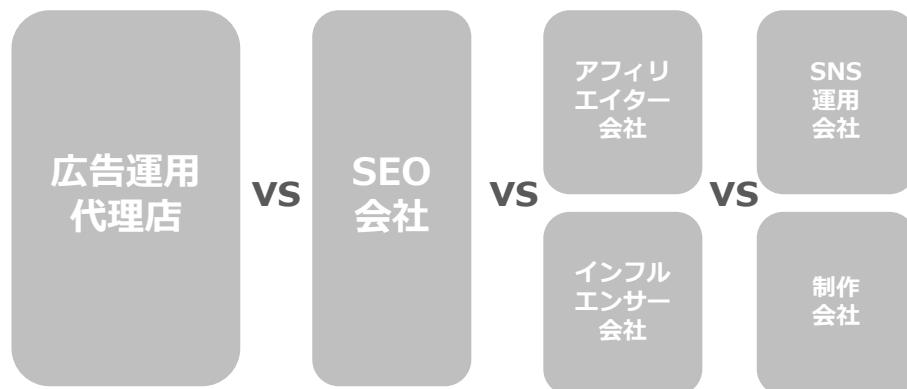 広告運用
代理店
VS
SEO
会社
VS
アフィリ
エイター
会社
インフル
エンサー
会社
VS
SNS
運用
会社
制作
会社